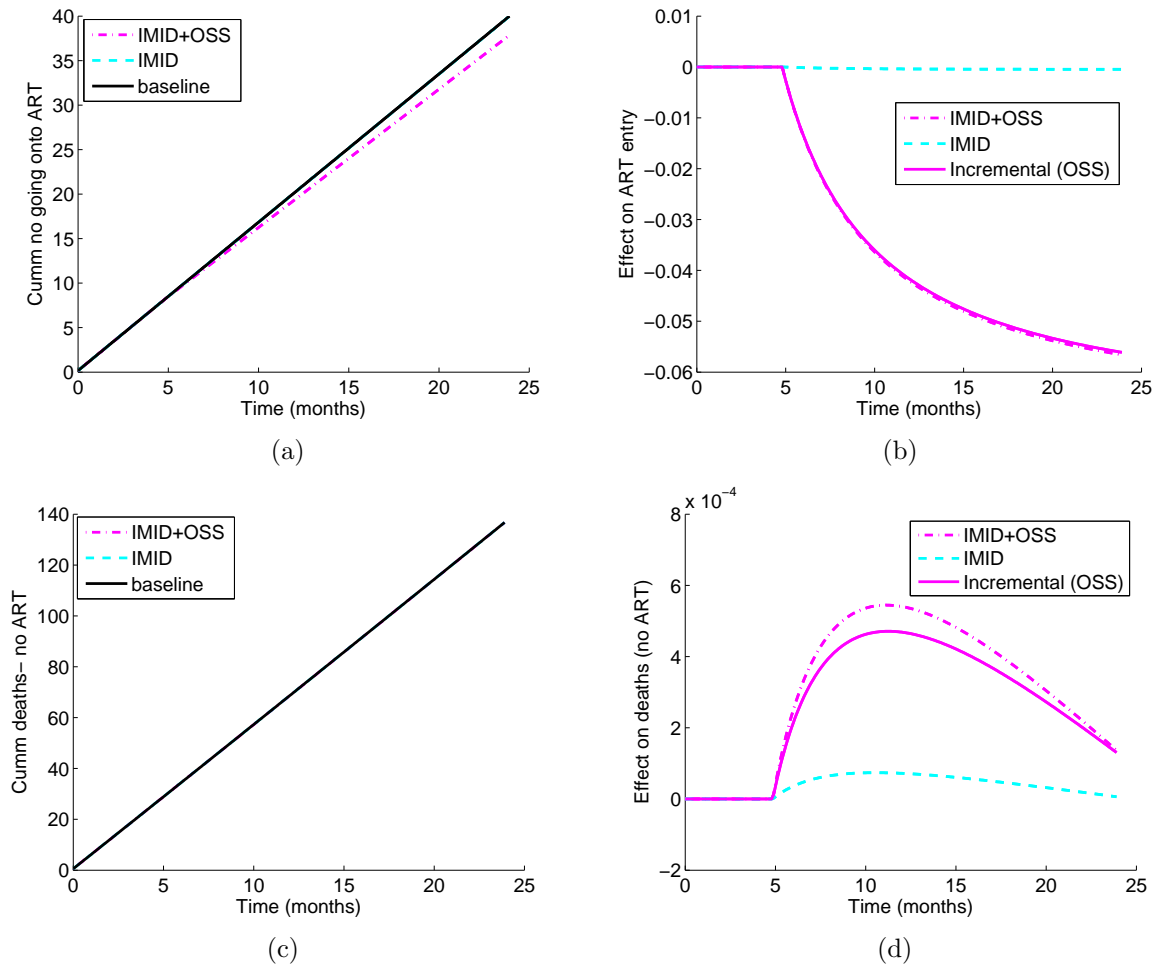 40
35
30
25
20
15
10
5
0
Cumm no going onto ART
IMID+OSS
IMID
baseline
0 5 10 15 20 25
Time (months)
(a)
0.01
0
−0.01
−0.02
−0.03
−0.04
−0.05
−0.06
Effect on ART entry
IMID+OSS
IMID
Incremental (OSS)
0 5 10 15 20 25
Time (months)
(b)
140
120
100
80
60
40
20
0
Cumm deaths− no ART
IMID+OSS
IMID
baseline
0 5 10 15 20 25
Time (months)
(c)
x 10−4
8
6
4
2
0
−2
Effect on deaths (no ART)
IMID+OSS
IMID
Incremental (OSS)
0 5 10 15 20 25
Time (months)
(d)